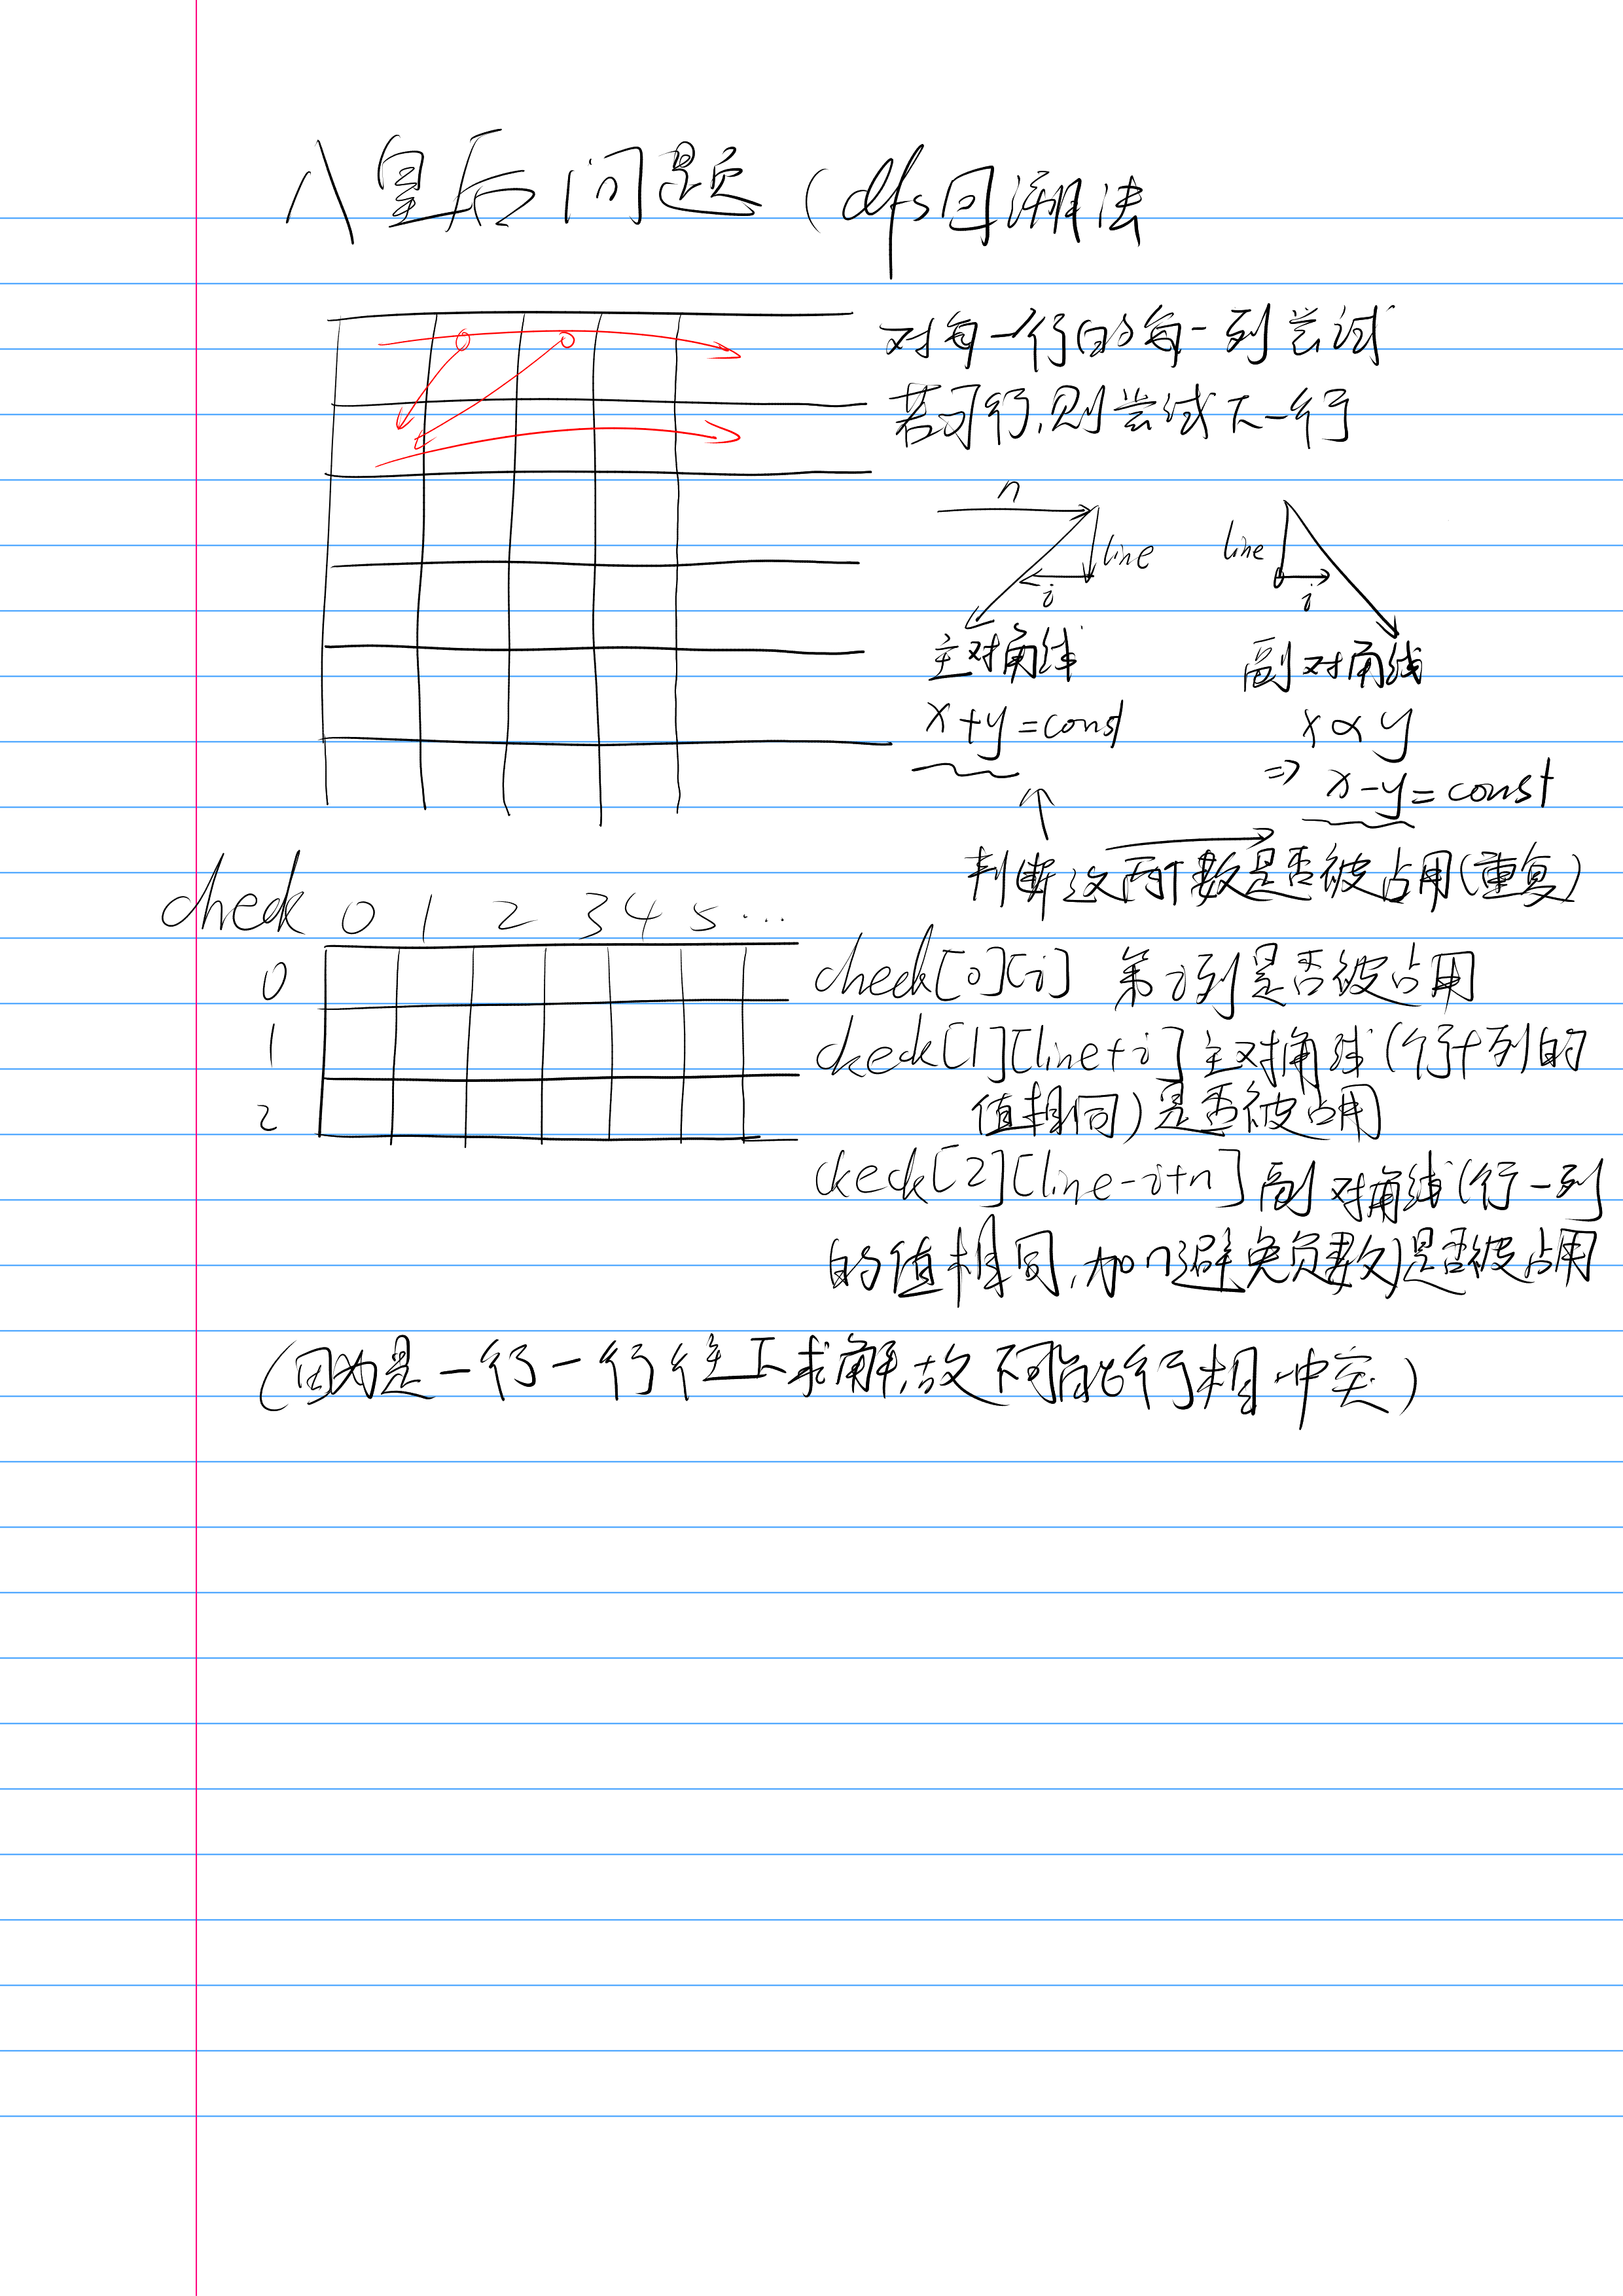 八皇后问题（dfs回溯法
对每一行的每一列尝试
若可行，则尝试下一行
n
line
i
line
i
主对角线
副对角线
x+y=const
x∝y
⇒ x-y=const
判断这两个数是否被占用(重复)
check 0 1 2 3 4 5 ...
0
1
2
check[0][i] 第i列是否被占用
check[1][line+i] 主对角线(行+列的
值相同)是否被占用
check[2][line-i+n] 副对角线(行-列
的值相同，加n避免负数)是否被占用
(因为是一行一行往下求解，故不可能行相冲突)